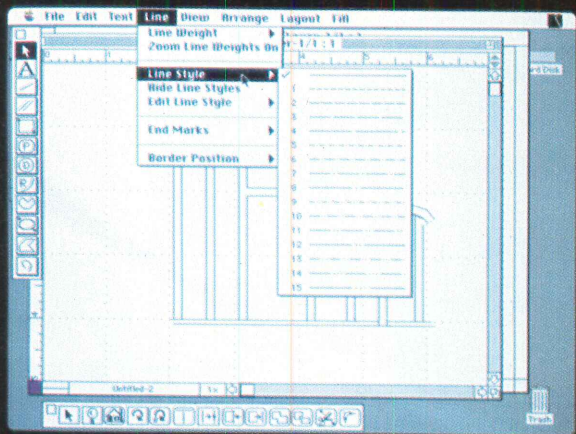 File Edit Text Line View Arrange Layout Fill
Line Weight
Zoom Line Weights On
Line Style
Hide Line Styles
Edit Line Style
End Marks
Border Position
1
2
3
4
5
6
7
8
9
10
11
12
13
14
15
Untitled-2
1x
Trash